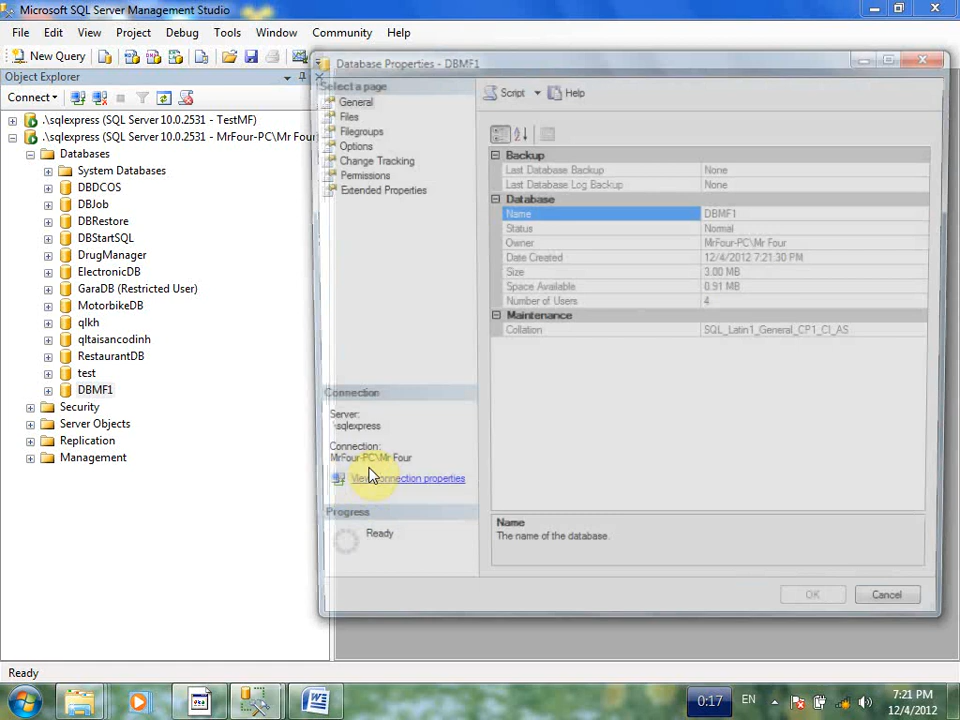 Microsoft SQL Server Management Studio
File Edit View Project Debug Tools Window Community Help
New Query
Object Explorer
Connect
.\sqlexpress (SQL Server 10.0.2531 - TestMF)
.\sqlexpress (SQL Server 10.0.2531 - MrFour-PC\Mr Four
Databases
System Databases
DBDCOS
DBJob
DBRestore
DBStartSQL
DrugManager
ElectronicDB
GaraDB (Restricted User)
MotorbikeDB
qlkh
qltaisancodinh
RestaurantDB
test
DBMF1
Security
Server Objects
Replication
Management
Database Properties - DBMF1
Select a page
General
Files
Filegroups
Options
Change Tracking
Permissions
Extended Properties
Connection
Server:
.\sqlexpress
Connection:
MrFour-PC\Mr Four
View connection properties
Progress
Ready
Script Help
Backup
Last Database Backup None
Last Database Log Backup None
Database
Name DBMF1
Status Normal
Owner MrFour-PC\Mr Four
Date Created 12/4/2012 7:21:30 PM
Size 3.00 MB
Space Available 0.91 MB
Number of Users 4
Maintenance
Collation SQL_Latin1_General_CP1_CI_AS
Name
The name of the database.
OK Cancel
Ready
0:17
EN
7:21 PM
12/4/2012